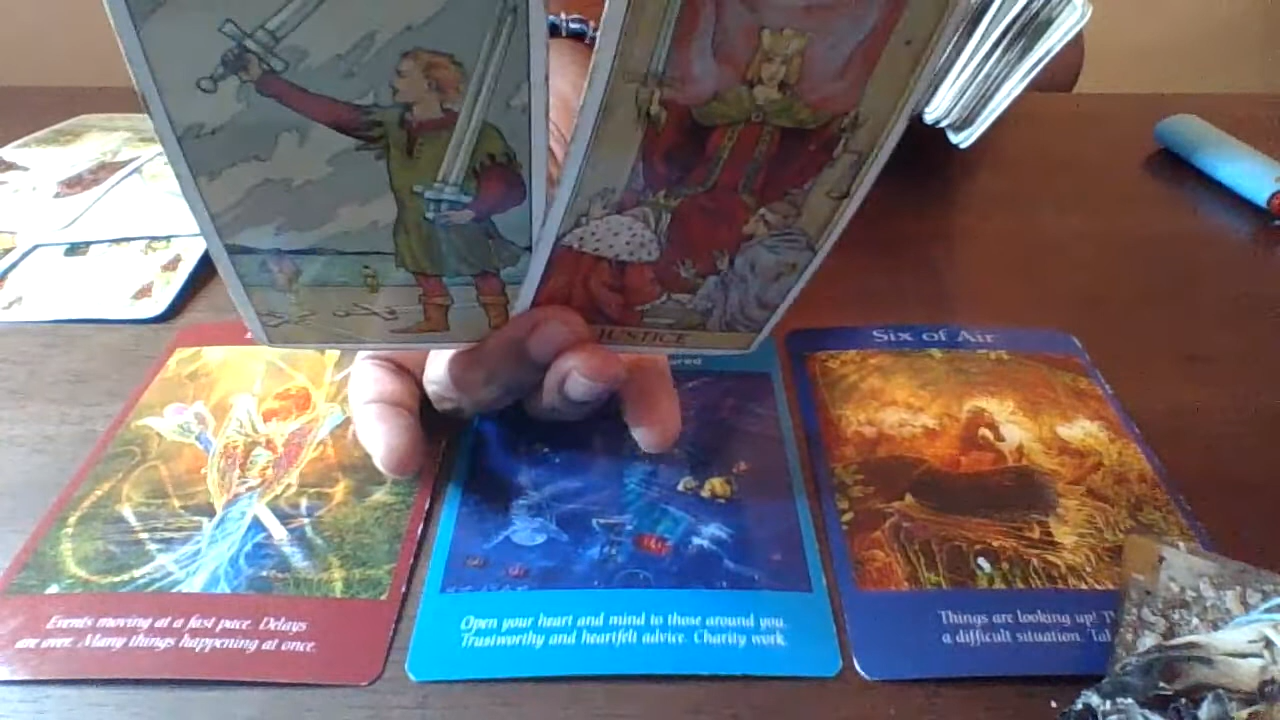 JUSTICE
Six of Air
Events moving at a fast pace. Delays
are over. Many things happening at once.
Open your heart and mind to those around you.
Trustworthy and heartfelt advice. Charity work.
Things are looking up!
a difficult situation.